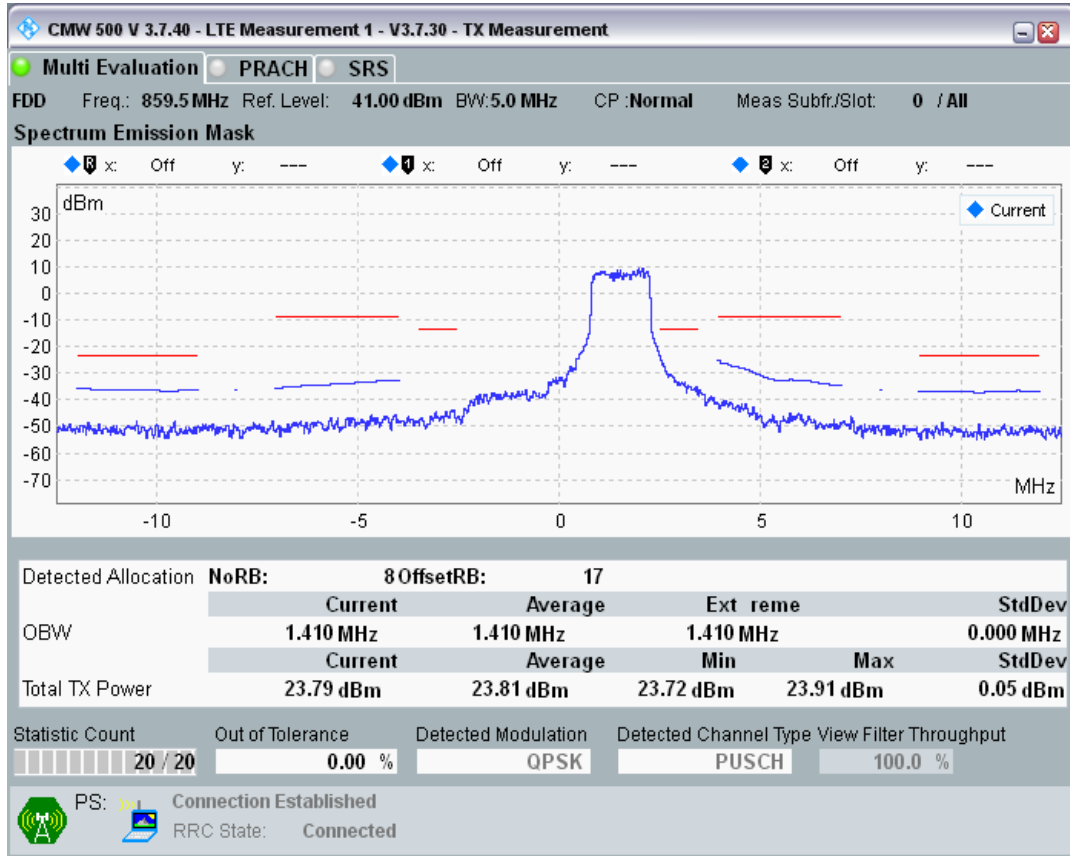 CMW 500 V 3.7.40 - LTE Measurement 1 - V3.7.30 - TX Measurement
Multi Evaluation PRACH SRS
FDD Freq.: 859.5 MHz Ref. Level: 41.00 dBm BW: 5.0 MHz CP :Normal Meas Subfr./Slot: 0 / All
Spectrum Emission Mask
R x: Off y: --- 1 x: Off y: --- 2 x: Off y: ---
dBm
Current
30
20
10
0
-10
-20
-30
-40
-50
-60
-70
MHz
-10 -5 0 5 10
Detected Allocation NoRB: 8 OffsetRB: 17
Current Average Ext reme StdDev
OBW 1.410 MHz 1.410 MHz 1.410 MHz 0.000 MHz
Current Average Min Max StdDev
Total TX Power 23.79 dBm 23.81 dBm 23.72 dBm 23.91 dBm 0.05 dBm
Statistic Count Out of Tolerance Detected Modulation Detected Channel Type View Filter Throughput
20 / 20 0.00 % QPSK PUSCH 100.0 %
PS: Connection Established
RRC State: Connected